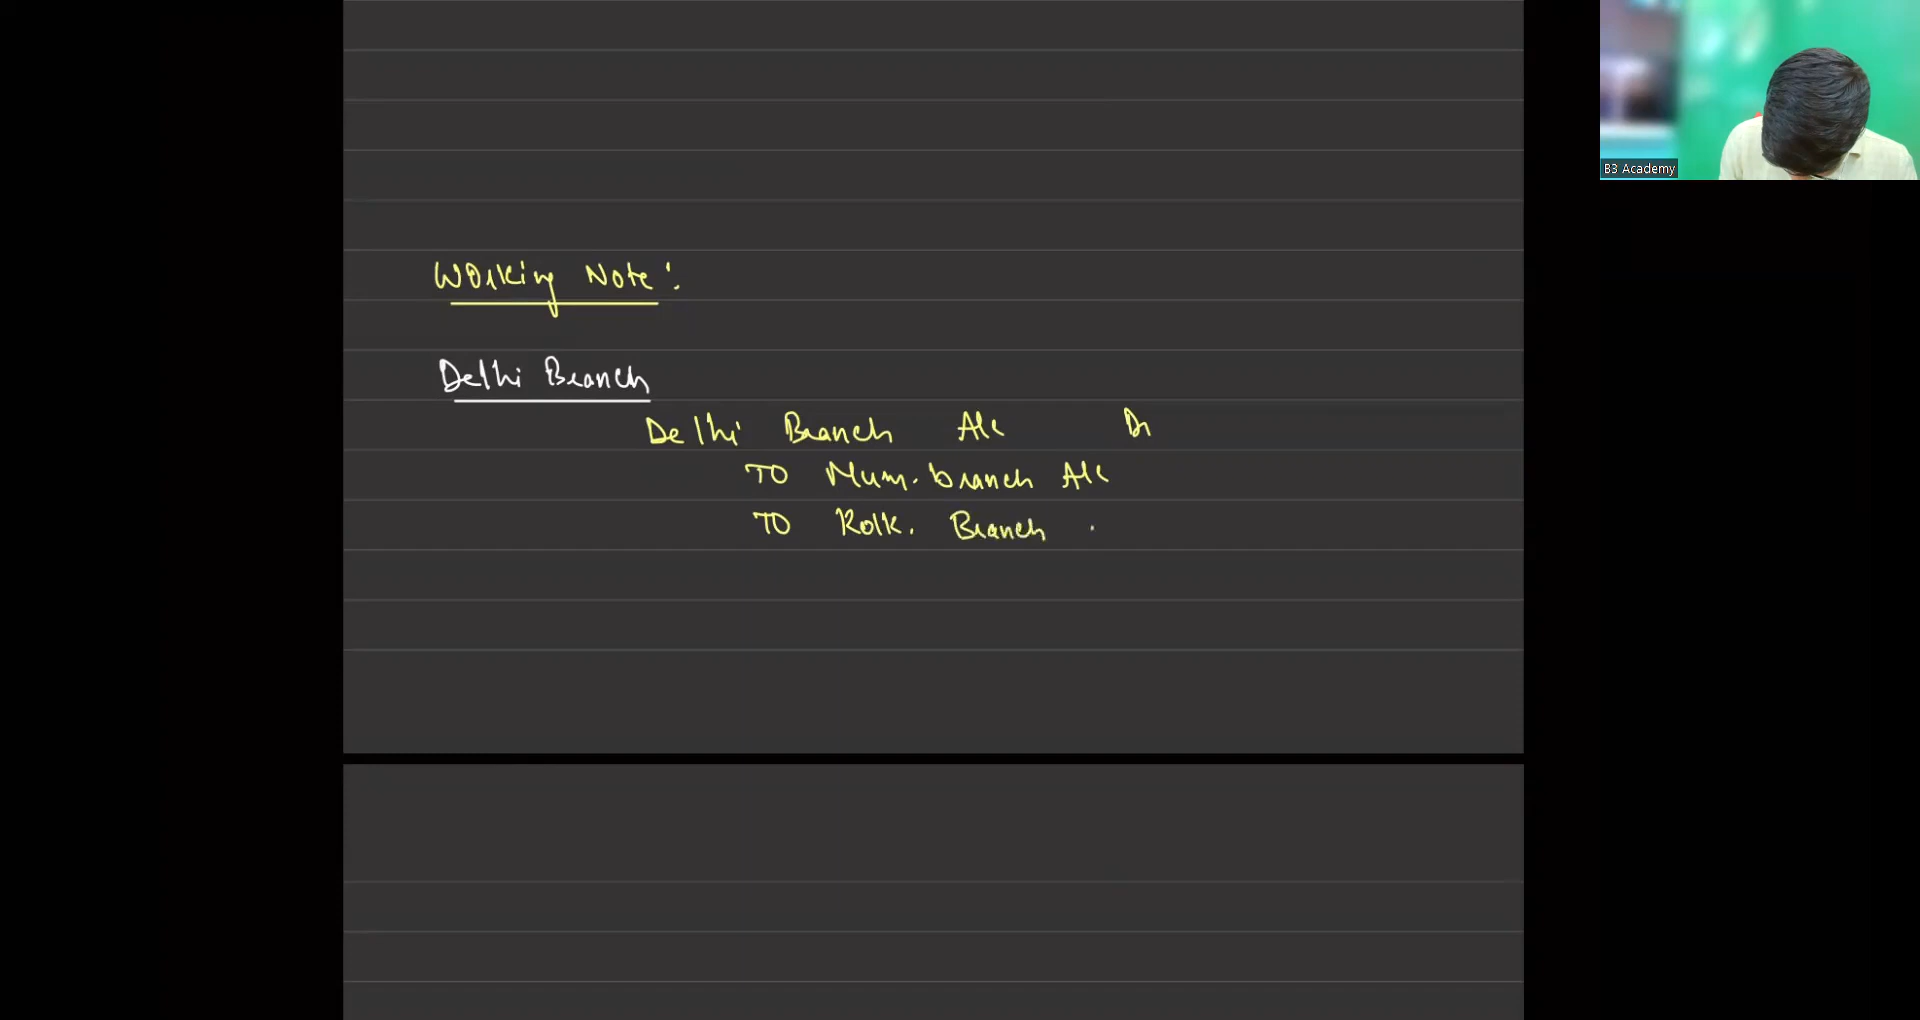 Working Note:
Delhi Branch
Delhi Branch A/c Dr
TO Mum. branch A/c
TO Kolk. Branch
B3 Academy